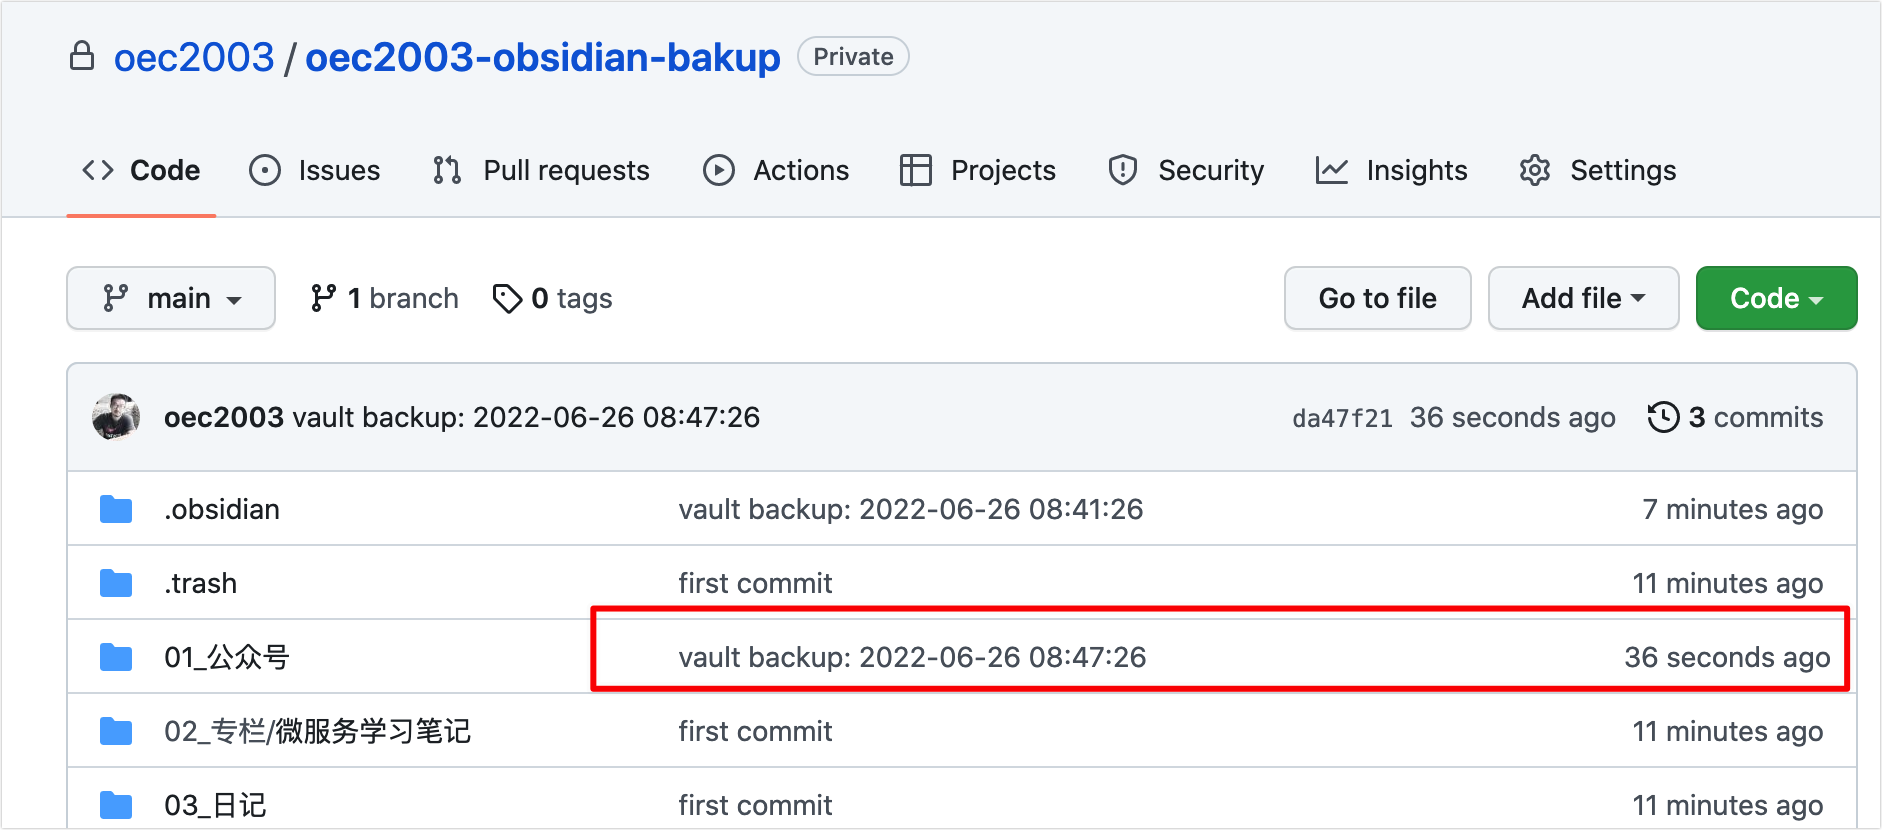 oec2003 / oec2003-obsidian-bakup Private
Code Issues Pull requests Actions Projects Security Insights Settings
main 1 branch 0 tags Go to file Add file Code
oec2003 vault backup: 2022-06-26 08:47:26 da47f21 36 seconds ago 3 commits
.obsidian vault backup: 2022-06-26 08:41:26 7 minutes ago
.trash first commit 11 minutes ago
01_公众号 vault backup: 2022-06-26 08:47:26 36 seconds ago
02_专栏/微服务学习笔记 first commit 11 minutes ago
03_日记 first commit 11 minutes ago